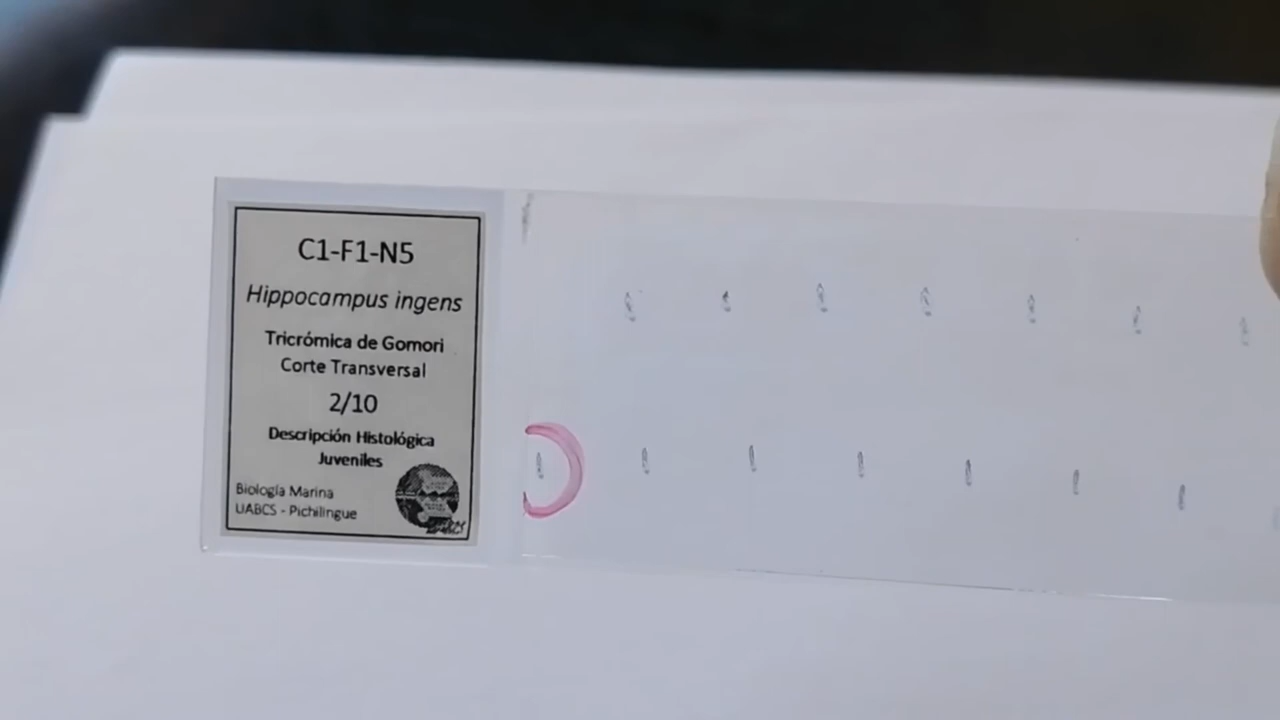 C1-F1-N5
Hippocampus ingens
Tricrómica de Gomori
Corte Transversal
2/10
Descripción Histológica
Juveniles
Biología Marina
UABCS - Pichilingue